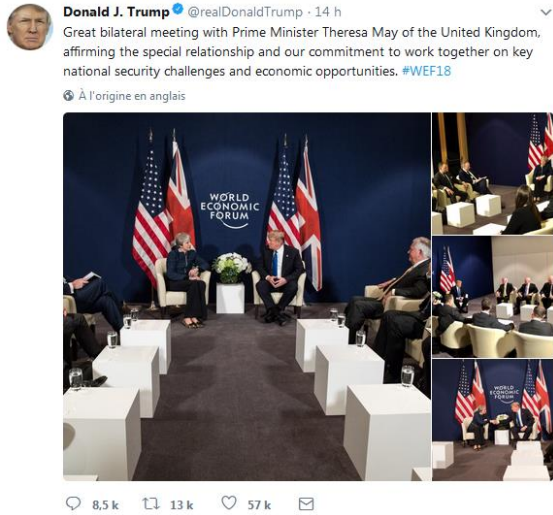 Donald J. Trump @realDonaldTrump · 14 h
Great bilateral meeting with Prime Minister Theresa May of the United Kingdom,
affirming the special relationship and our commitment to work together on key
national security challenges and economic opportunities. #WEF18
À l'origine en anglais
WORLD
ECONOMIC
FORUM
WORLD
ECONOMIC
FORUM
8,5 k 13 k 57 k